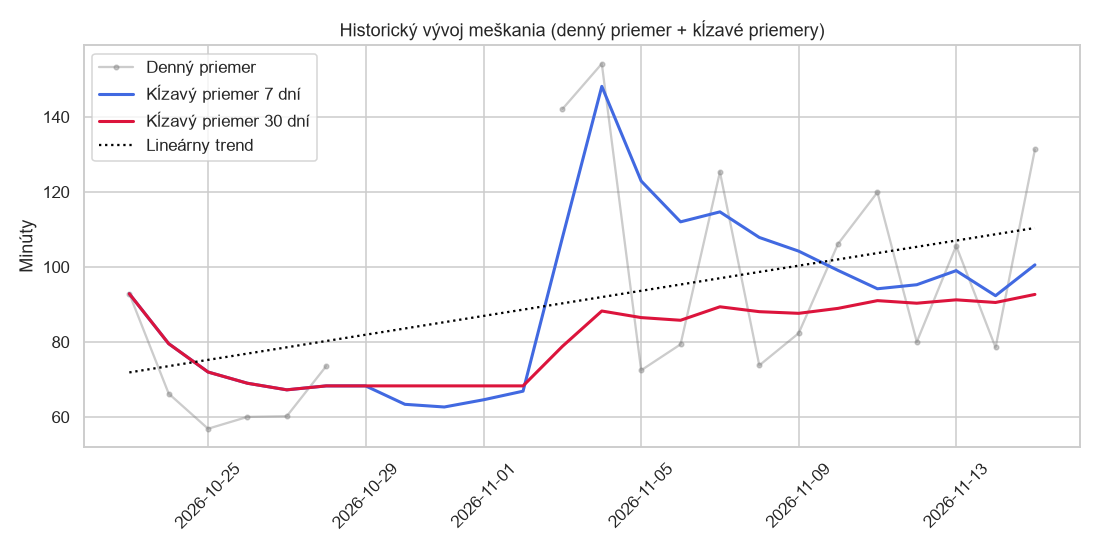 Historický vývoj meškania (denný priemer + kĺzavé priemery)
Denný priemer
Kĺzavý priemer 7 dní
Kĺzavý priemer 30 dní
Lineárny trend
Minúty
140
120
100
80
60
2026-10-25
2026-10-29
2026-11-01
2026-11-05
2026-11-09
2026-11-13